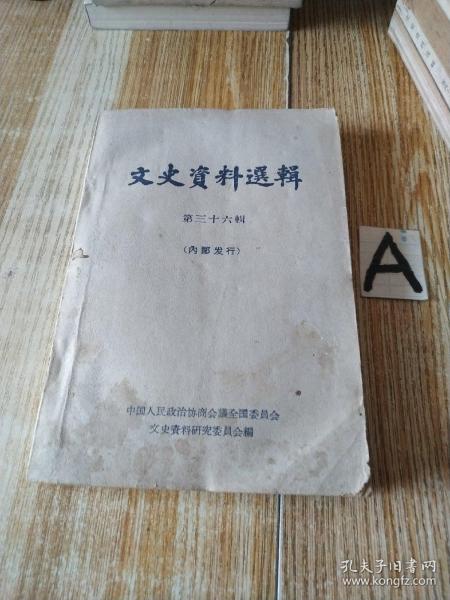 文史資料選輯
第三十六輯
(內部发行)
A
中国人民政治协商会議全國委員会
文史資料研究委員会編
孔夫子旧书网
www.kongfz.com